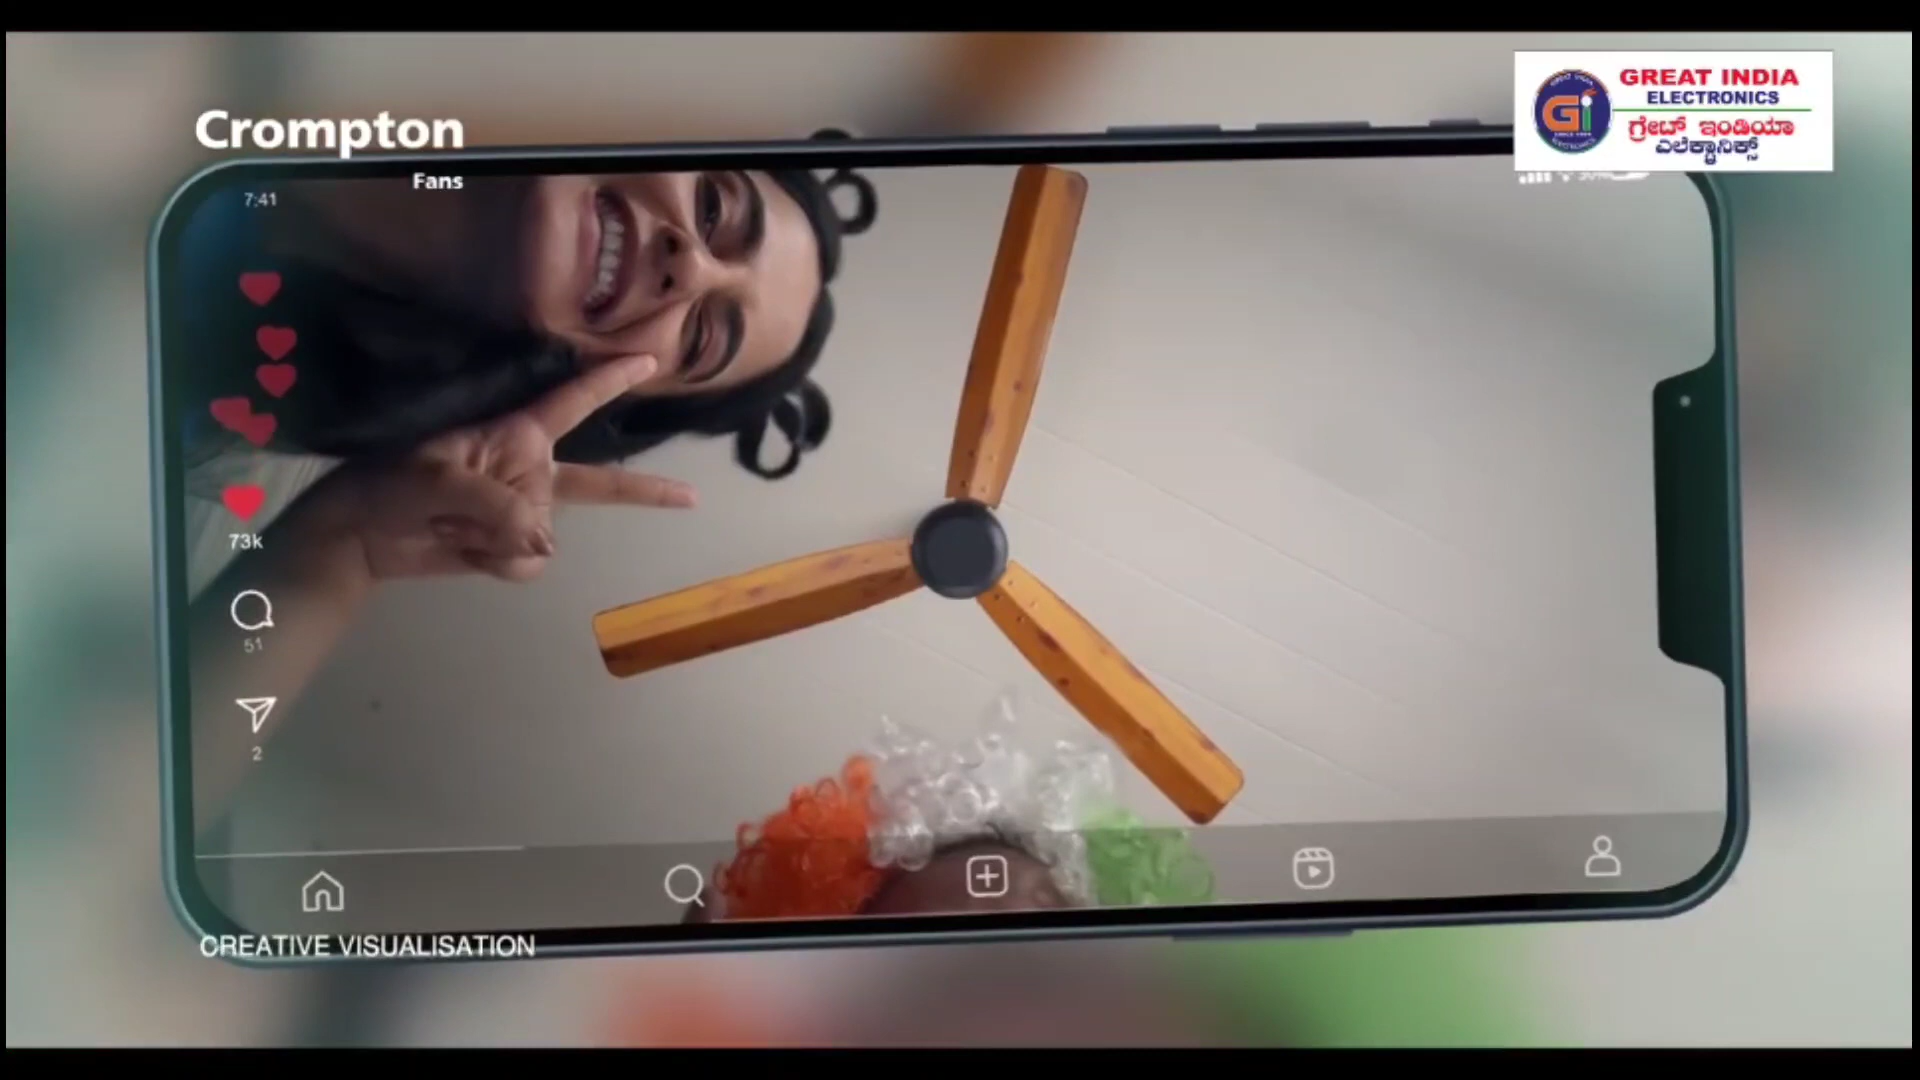 Crompton
Fans
GREAT INDIA
ELECTRONICS
ಗ್ರೇಟ್ ಇಂಡಿಯಾ
ಎಲೆಕ್ಟ್ರಾನಿಕ್ಸ್
7:41
73k
51
2
CREATIVE VISUALISATION